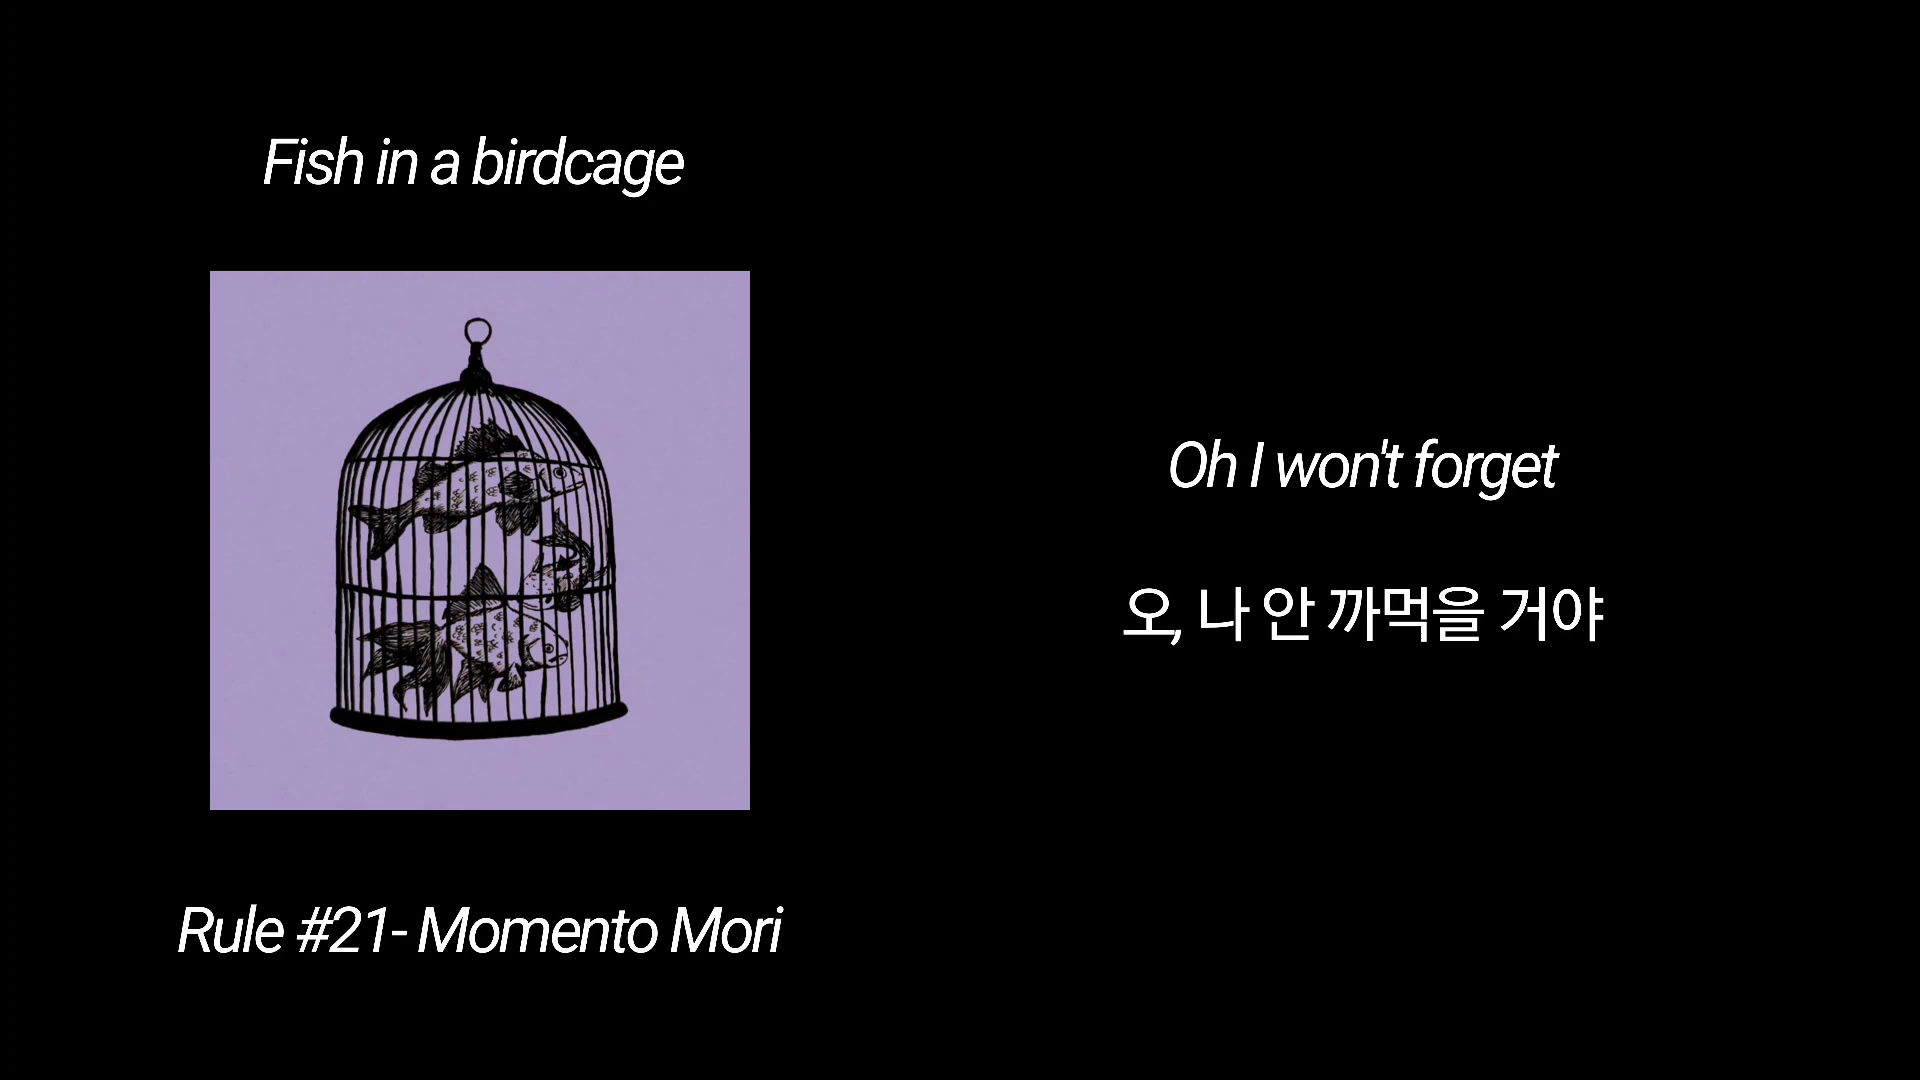 Fish in a birdcage
Rule #21- Momento Mori
Oh I won't forget
오, 나 안 까먹을 거야